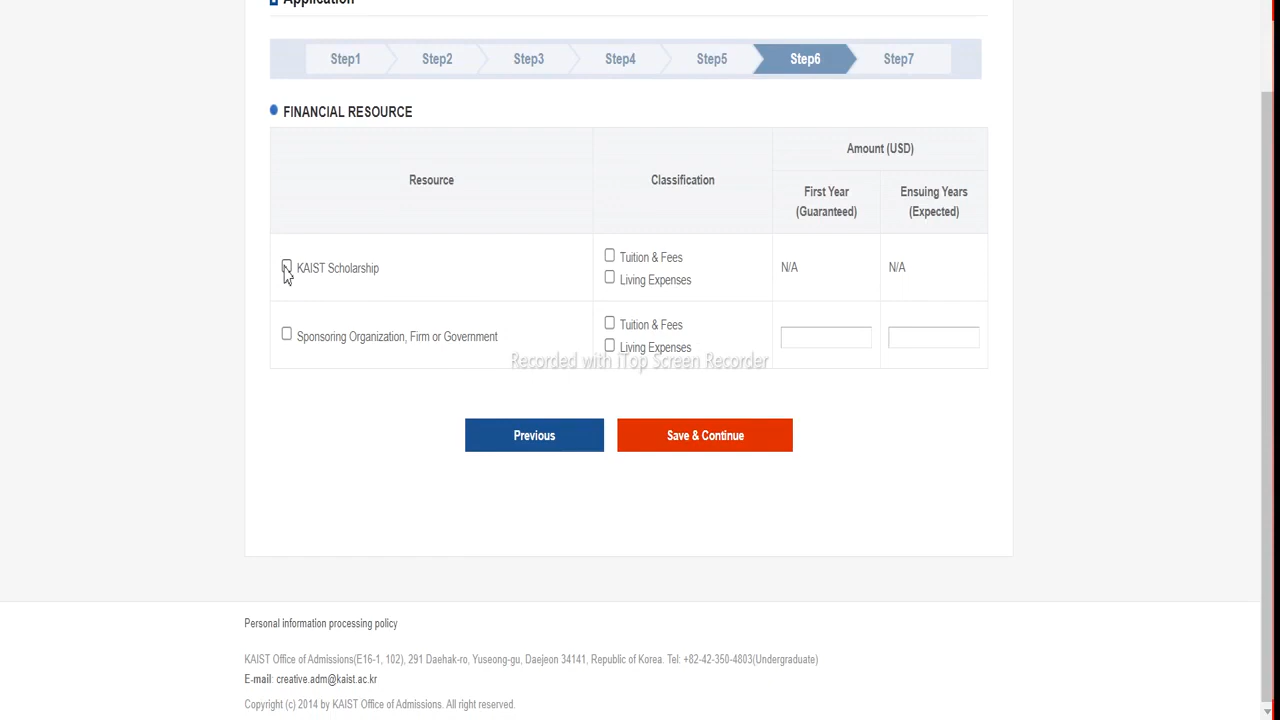 Application
Step1 Step2 Step3 Step4 Step5 Step6 Step7
FINANCIAL RESOURCE
Resource Classification Amount (USD)
First Year (Guaranteed) Ensuing Years (Expected)
KAIST Scholarship
Tuition & Fees
Living Expenses
N/A N/A
Sponsoring Organization, Firm or Government
Tuition & Fees
Living Expenses
Recorded with iTop Screen Recorder
Previous Save & Continue
Personal information processing policy
KAIST Office of Admissions(E16-1, 102), 291 Daehak-ro, Yuseong-gu, Daejeon 34141, Republic of Korea. Tel: +82-42-350-4803(Undergraduate)
E-mail: creative.adm@kaist.ac.kr
Copyright (c) 2014 by KAIST Office of Admissions. All right reserved.